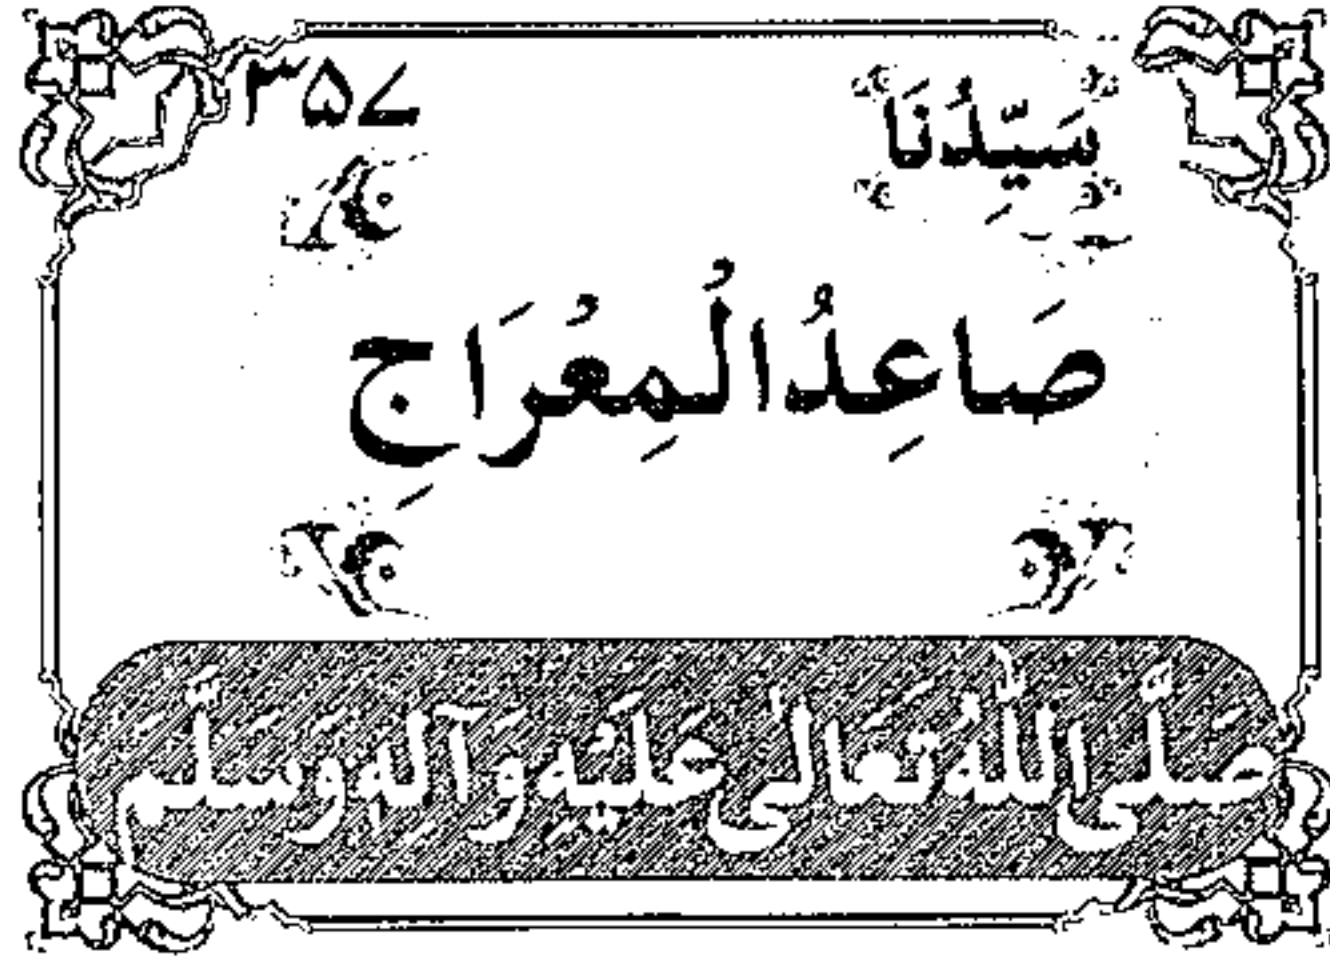 سَيِّدُنَا ۳۵۷
صَاعِدُ الْمِعْرَاجِ
صَلَّى اللّٰهُ تَعَالٰى عَلَيْهِ وَآلِهٖ وَسَلَّمَ